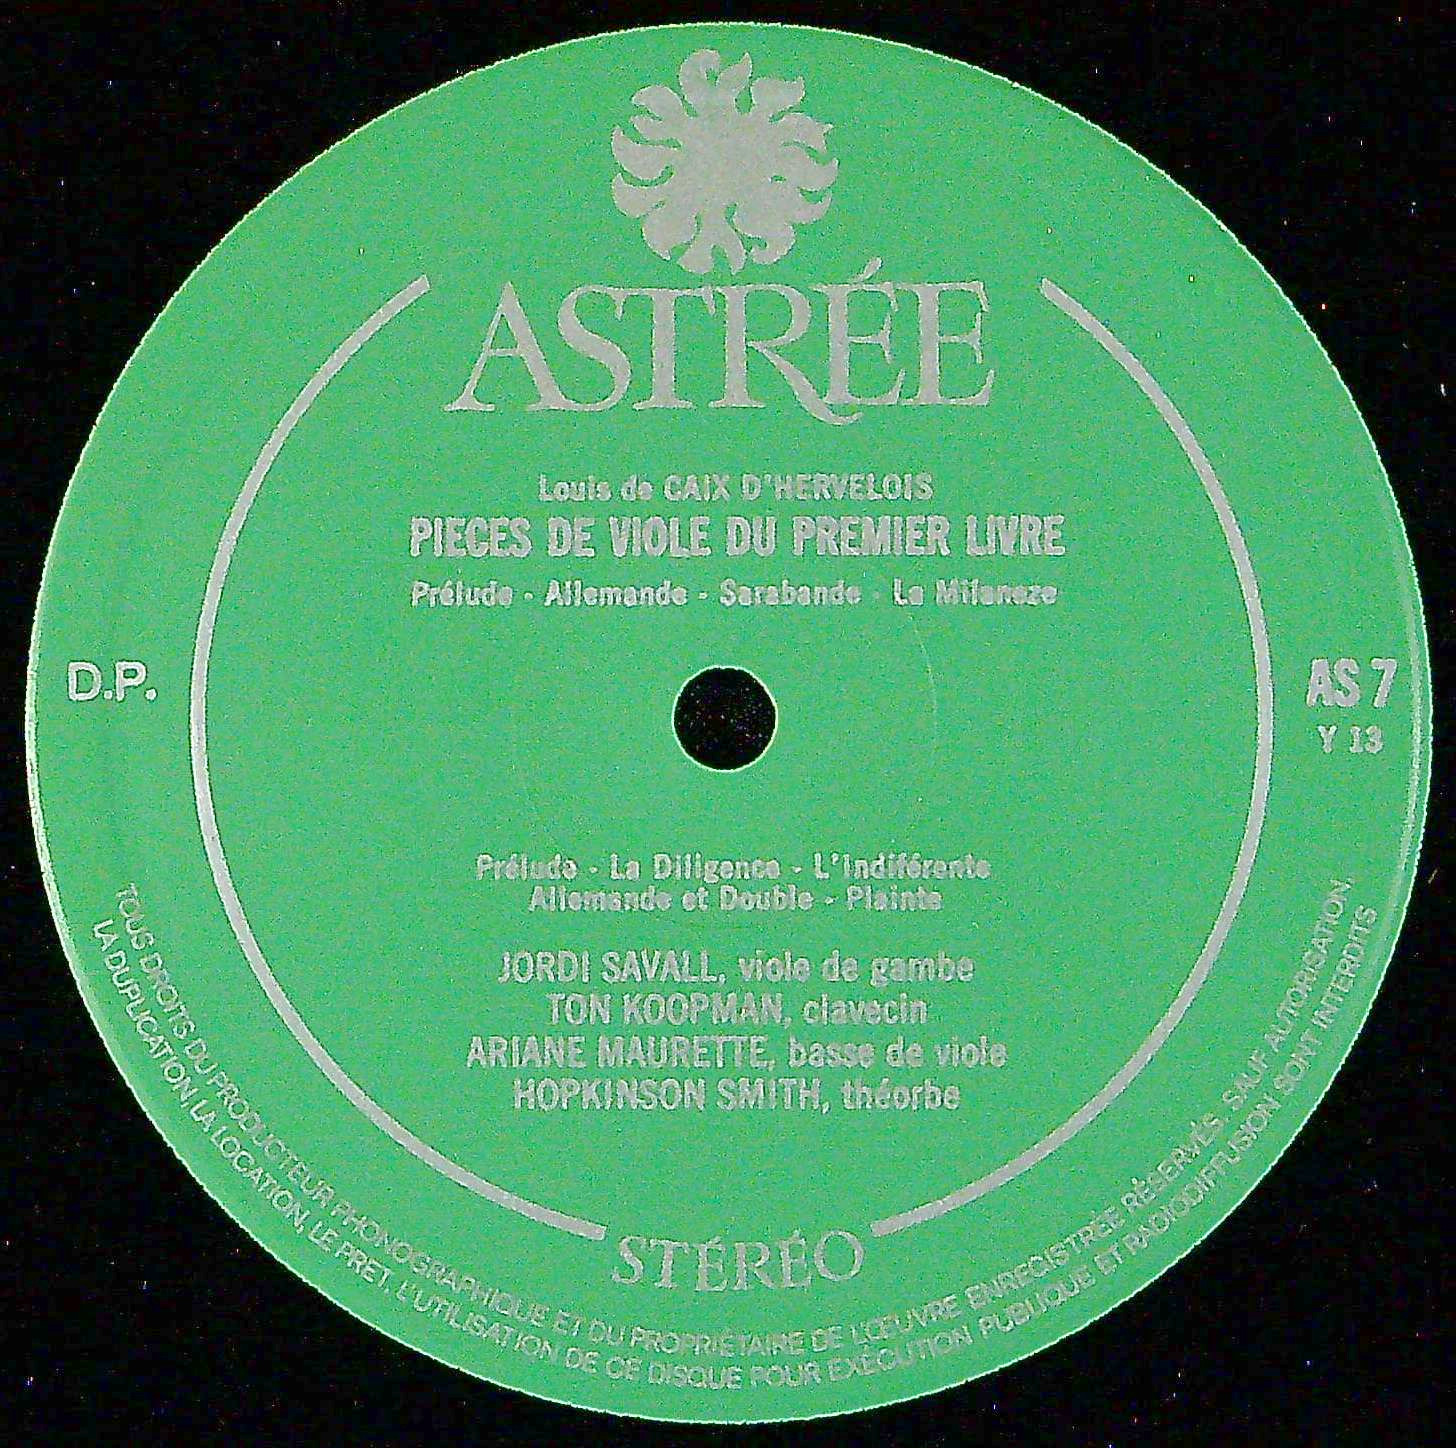 ASTRÉE
Louis de CAIX D'HERVELOIS
PIECES DE VIOLE DU PREMIER LIVRE
Prélude - Allemande - Sarabande - La Milaneze
D.P.
AS 7
Y 13
Prélude - La Diligence - L'Indifférente
Allemande et Double - Plainte
JORDI SAVALL, viole de gambe
TON KOOPMAN, clavecin
ARIANE MAURETTE, basse de viole
HOPKINSON SMITH, théorbe
STÉRÉO
TOUS DROITS DU PRODUCTEUR PHONOGRAPHIQUE ET DU PROPRIÉTAIRE DE L'ŒUVRE ENREGISTRÉE RÉSERVÉS. SAUF AUTORISATION,
LA DUPLICATION, LA LOCATION, LE PRÊT, L'UTILISATION DE CE DISQUE POUR EXÉCUTION PUBLIQUE ET RADIODIFFUSION SONT INTERDITS